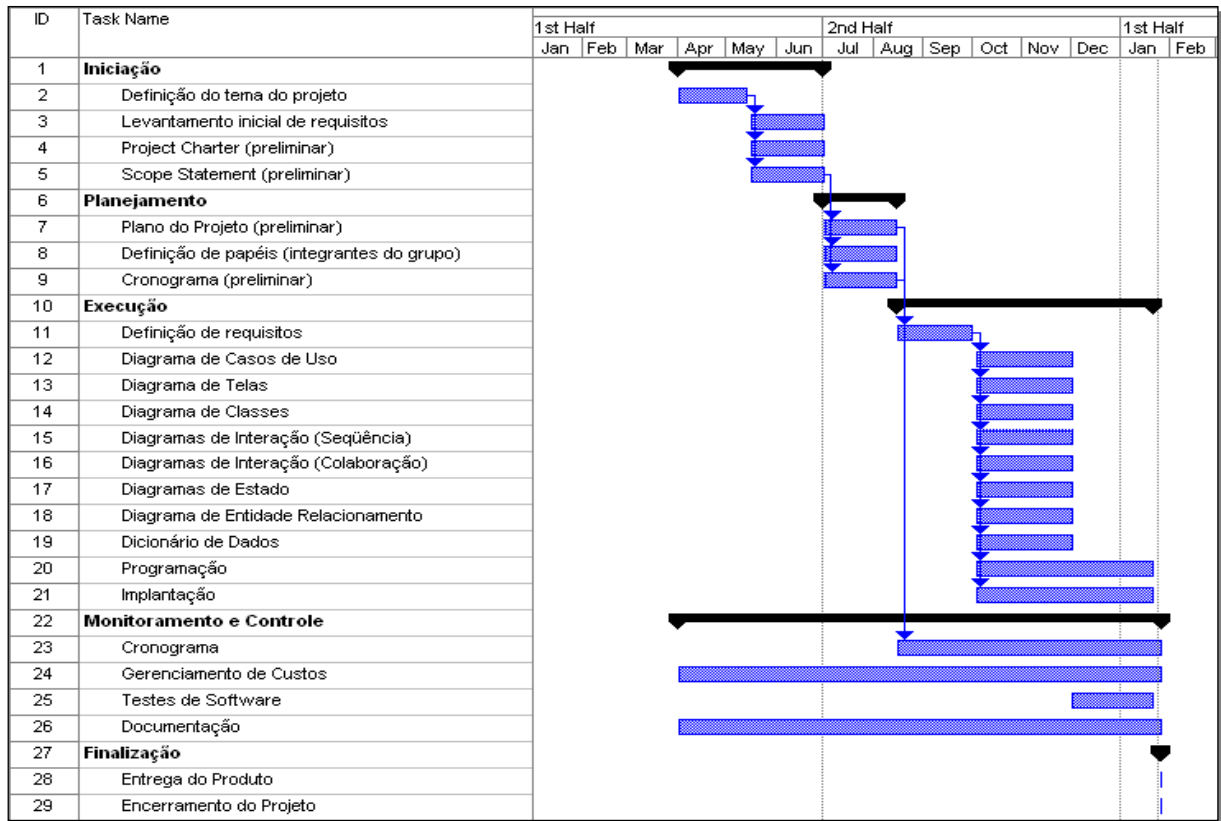 ID Task Name 1st Half 2nd Half 1st Half
Jan Feb Mar Apr May Jun Jul Aug Sep Oct Nov Dec Jan Feb
1 Iniciação
2 Definição do tema do projeto
3 Levantamento inicial de requisitos
4 Project Charter (preliminar)
5 Scope Statement (preliminar)
6 Planejamento
7 Plano do Projeto (preliminar)
8 Definição de papéis (integrantes do grupo)
9 Cronograma (preliminar)
10 Execução
11 Definição de requisitos
12 Diagrama de Casos de Uso
13 Diagrama de Telas
14 Diagrama de Classes
15 Diagramas de Interação (Seqüência)
16 Diagramas de Interação (Colaboração)
17 Diagramas de Estado
18 Diagrama de Entidade Relacionamento
19 Dicionário de Dados
20 Programação
21 Implantação
22 Monitoramento e Controle
23 Cronograma
24 Gerenciamento de Custos
25 Testes de Software
26 Documentação
27 Finalização
28 Entrega do Produto
29 Encerramento do Projeto